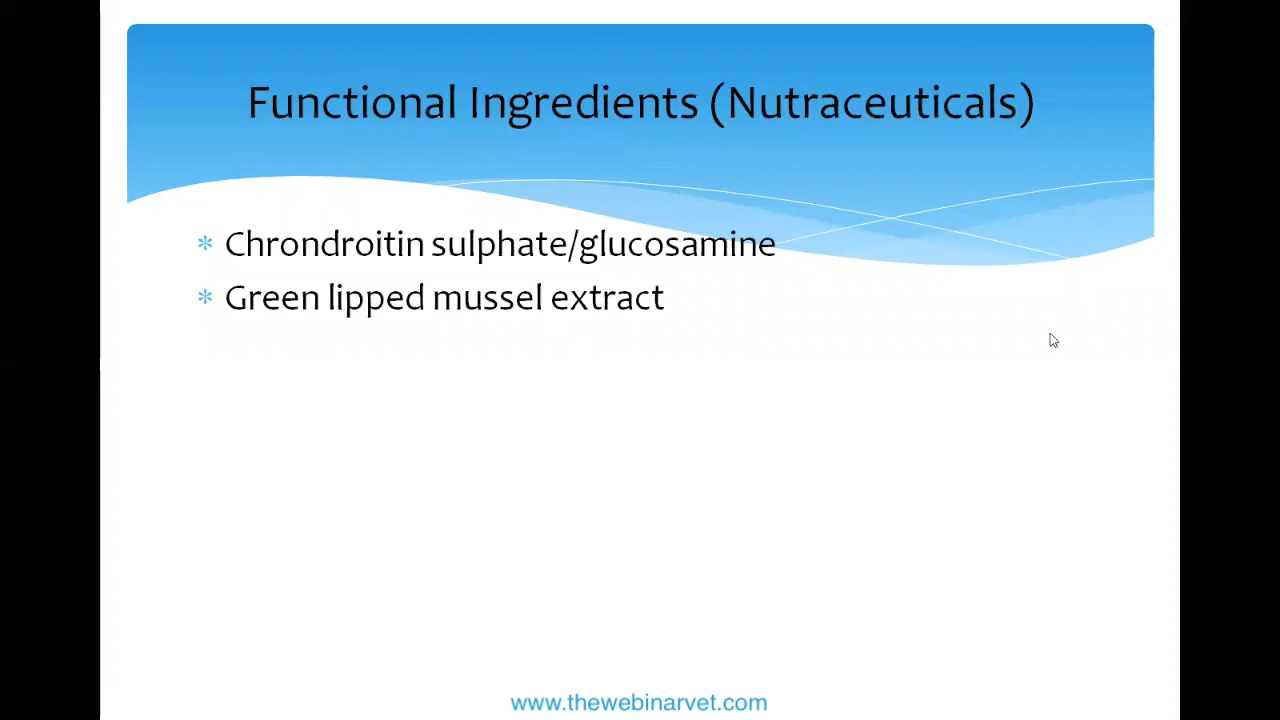 Functional Ingredients (Nutraceuticals)
* Chrondroitin sulphate/glucosamine
* Green lipped mussel extract
www.thewebinarvet.com